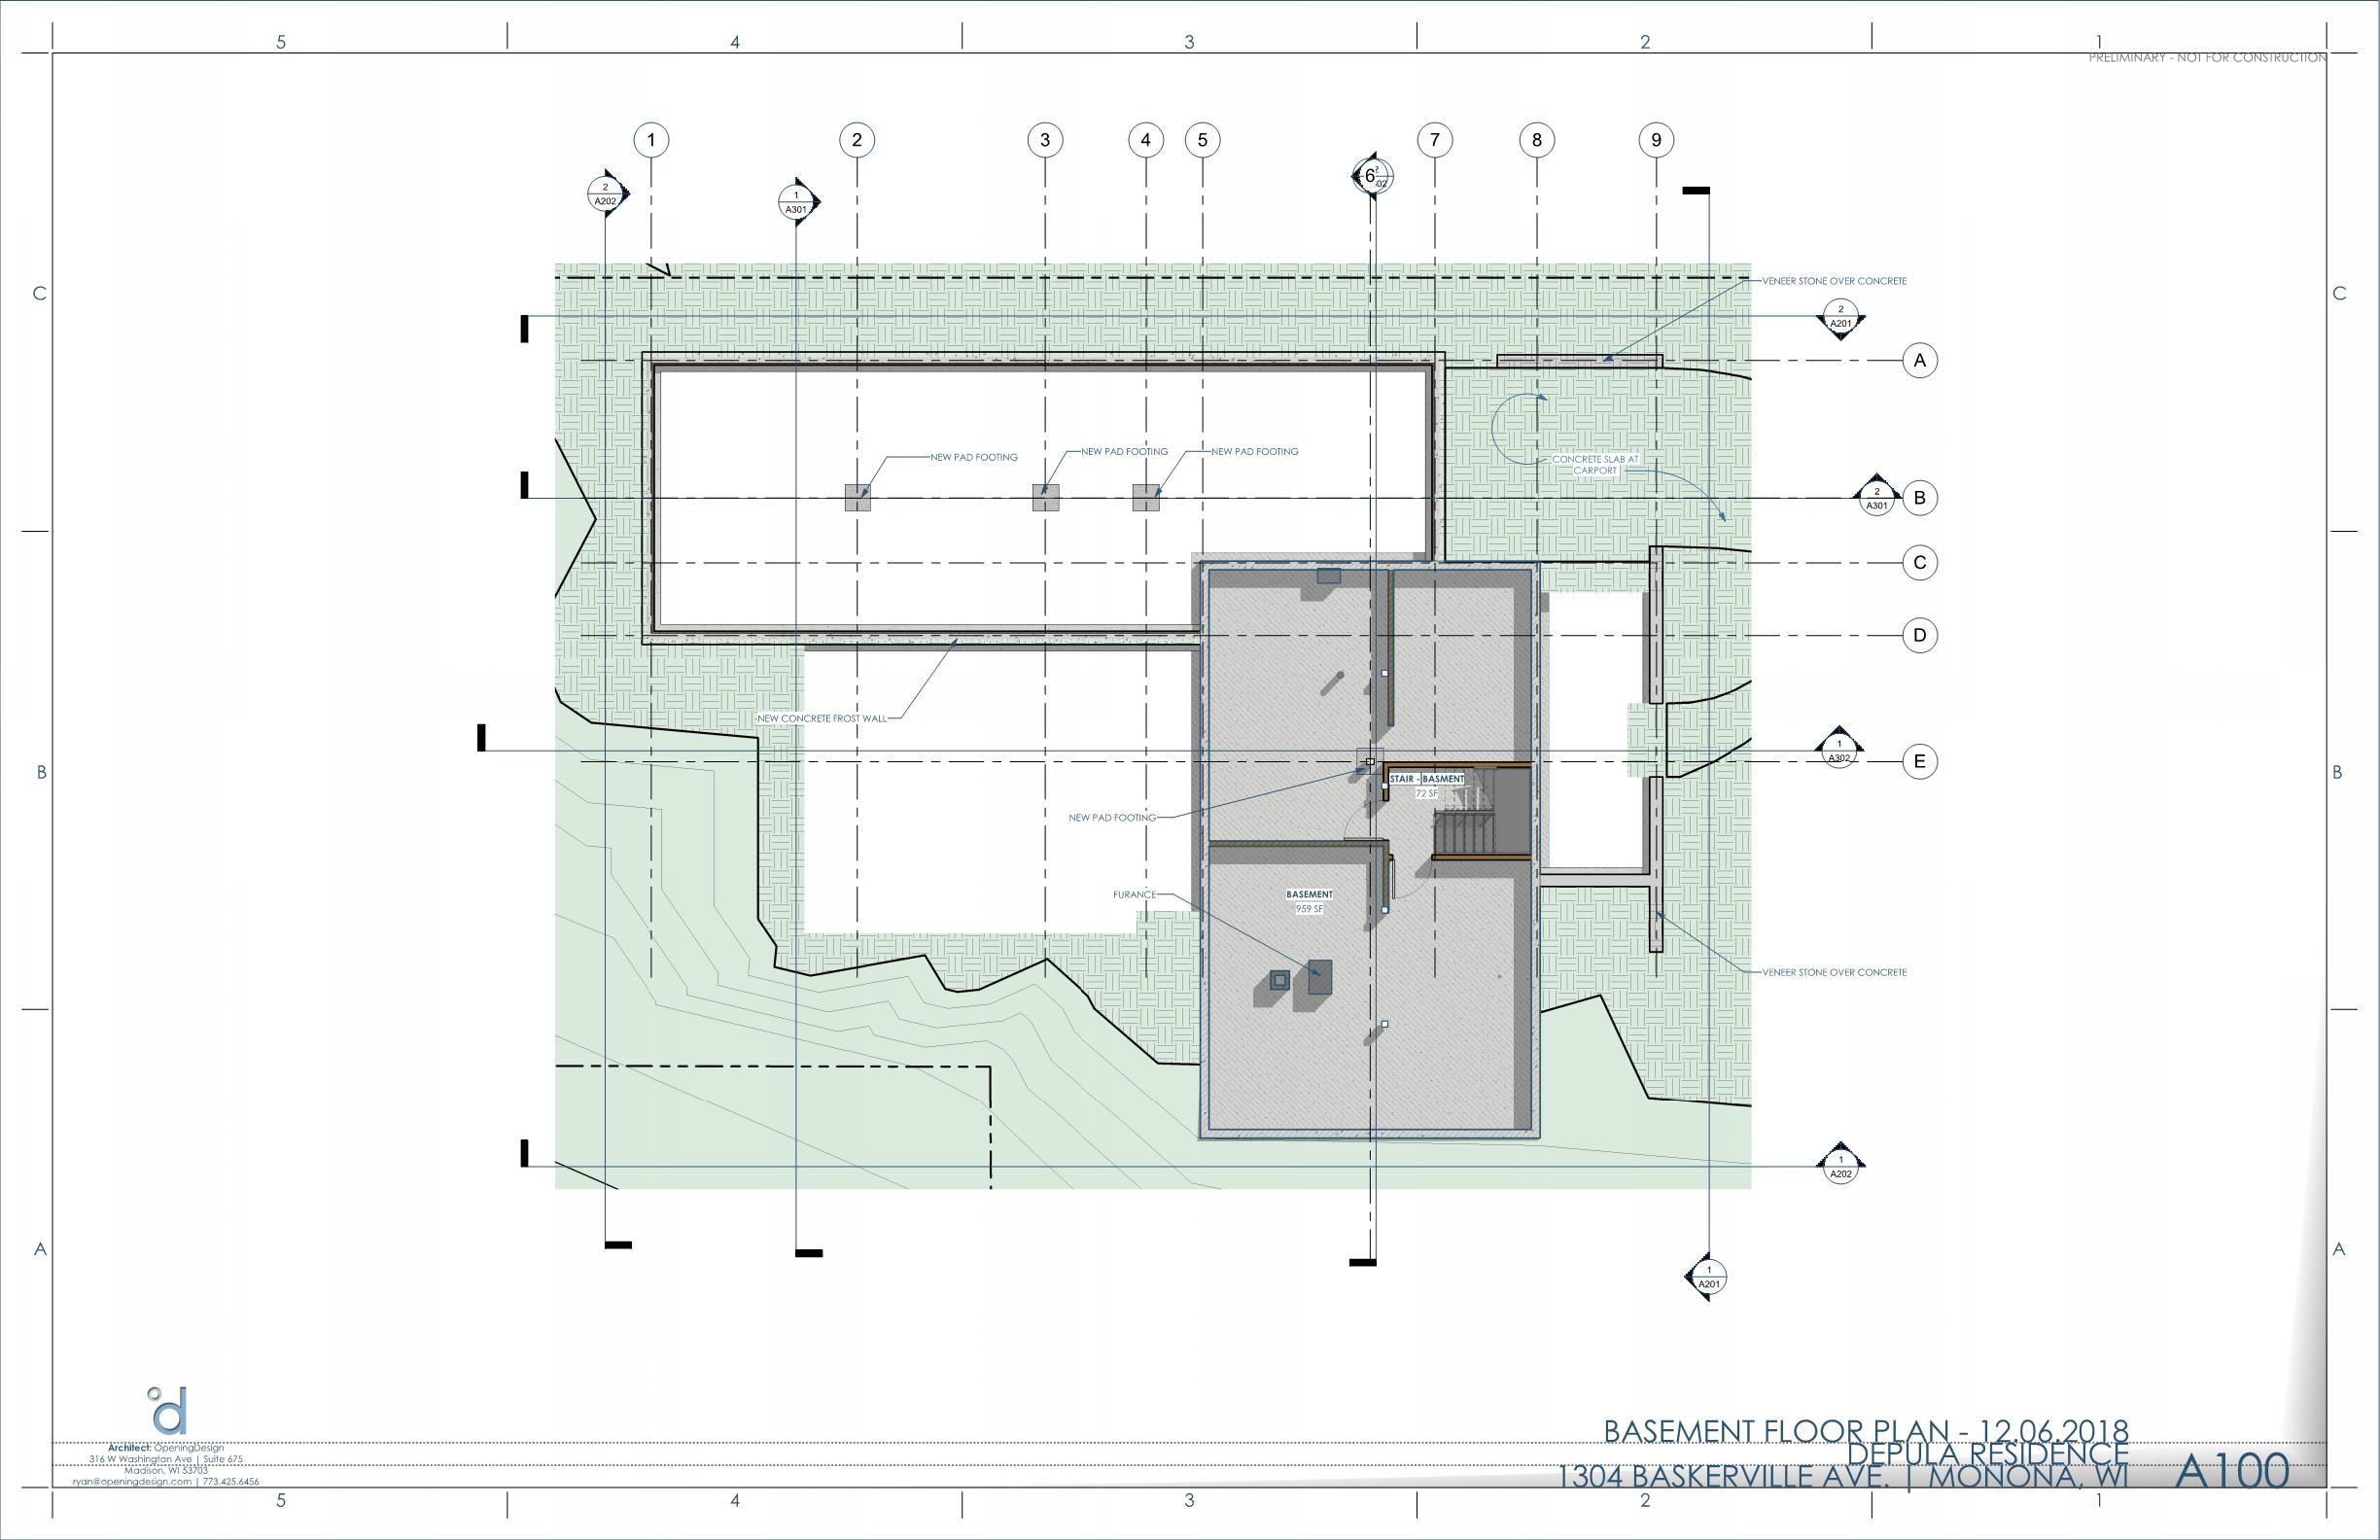 5 4 3 2 1
PRELIMINARY - NOT FOR CONSTRUCTION
1 2 3 4 5 6 7 8 9
2
A202
1
A301
2
02
C
C
VENEER STONE OVER CONCRETE
2
A201
A
NEW PAD FOOTING
NEW PAD FOOTING
NEW PAD FOOTING
CONCRETE SLAB AT
CARPORT
2
A301
B
C
D
NEW CONCRETE FROST WALL
1
A302
E
B
B
STAIR - BASMENT
72 SF
NEW PAD FOOTING
FURANCE
BASEMENT
959 SF
VENEER STONE OVER CONCRETE
1
A202
A
A
1
A201
d
Architect: OpeningDesign
316 W Washington Ave | Suite 675
Madison, WI 53703
ryan@openingdesign.com | 773.425.6456
BASEMENT FLOOR PLAN - 12.06.2018
DEPULA RESIDENCE
1304 BASKERVILLE AVE. | MONONA, WI
A100
5 4 3 2 1